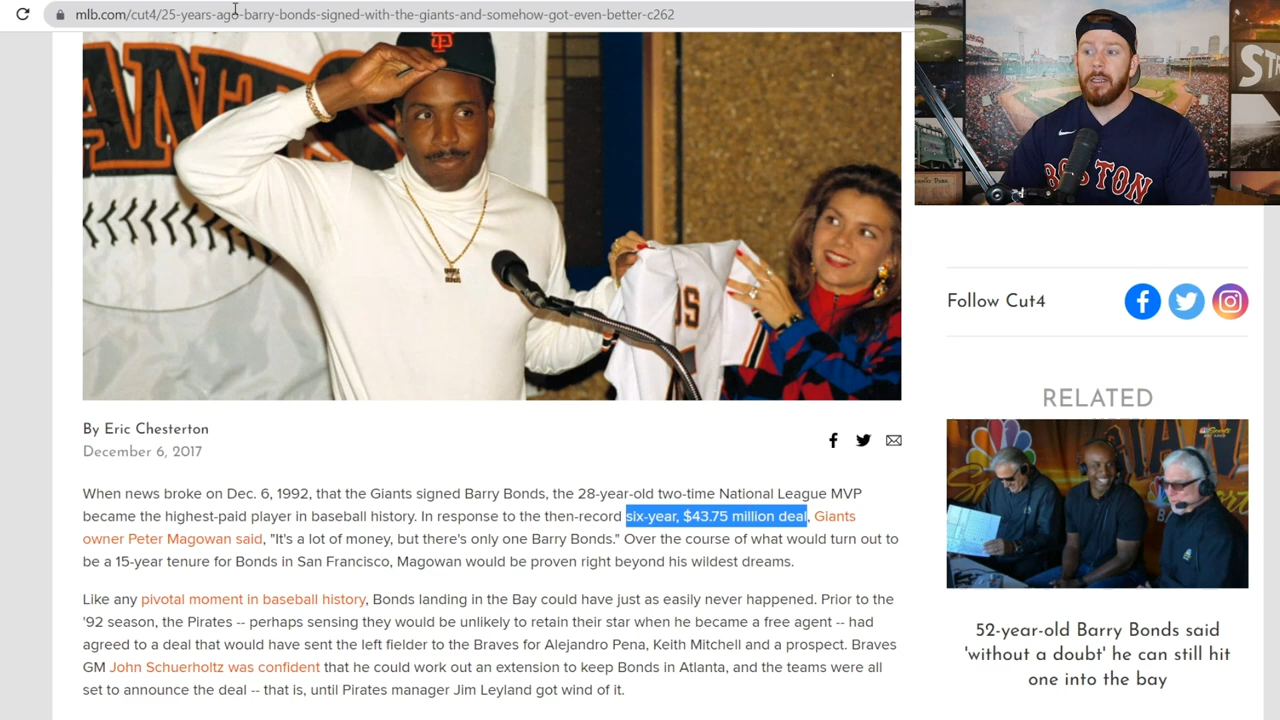 mlb.com/cut4/25-years-ago-barry-bonds-signed-with-the-giants-and-somehow-got-even-better-c262
BOSTON
Follow Cut4
RELATED
By Eric Chesterton
December 6, 2017
When news broke on Dec. 6, 1992, that the Giants signed Barry Bonds, the 28-year-old two-time National League MVP
became the highest-paid player in baseball history. In response to the then-record six-year, $43.75 million deal, Giants
owner Peter Magowan said, "It's a lot of money, but there's only one Barry Bonds." Over the course of what would turn out to
be a 15-year tenure for Bonds in San Francisco, Magowan would be proven right beyond his wildest dreams.
Like any pivotal moment in baseball history, Bonds landing in the Bay could have just as easily never happened. Prior to the
'92 season, the Pirates -- perhaps sensing they would be unlikely to retain their star when he became a free agent -- had
agreed to a deal that would have sent the left fielder to the Braves for Alejandro Pena, Keith Mitchell and a prospect. Braves
GM John Schuerholtz was confident that he could work out an extension to keep Bonds in Atlanta, and the teams were all
set to announce the deal -- that is, until Pirates manager Jim Leyland got wind of it.
52-year-old Barry Bonds said
'without a doubt' he can still hit
one into the bay